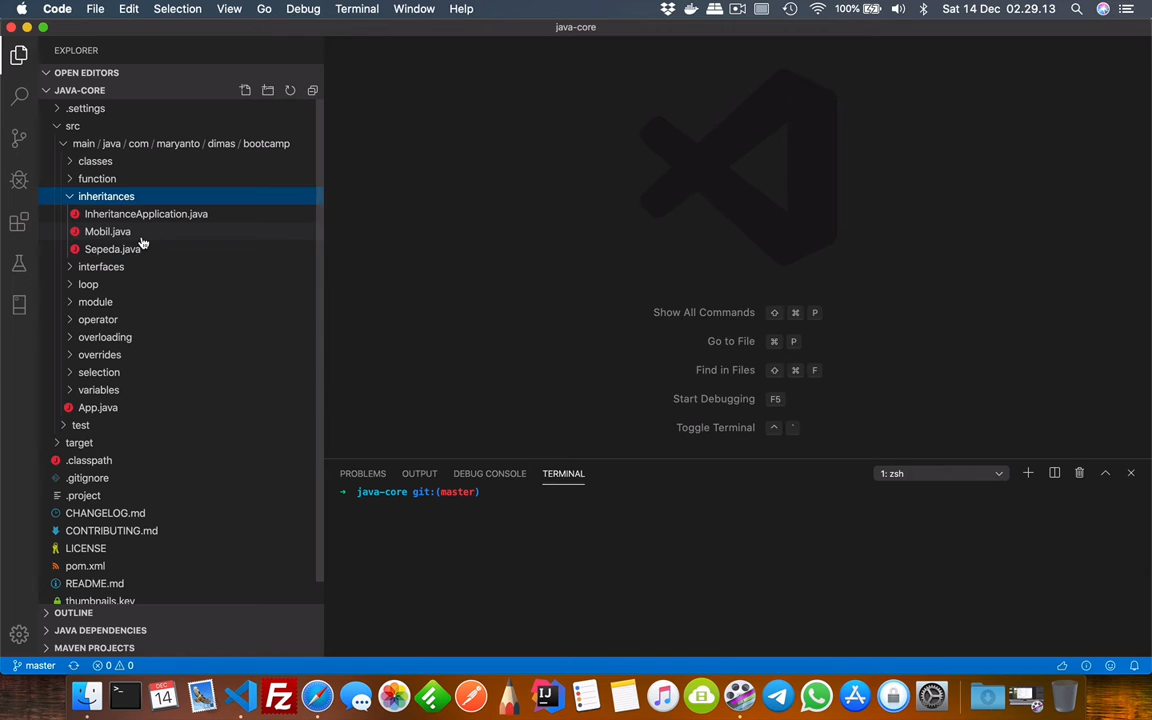 Code File Edit Selection View Go Debug Terminal Window Help 100% Sat 14 Dec 02.29.13
java-core
EXPLORER
OPEN EDITORS
JAVA-CORE
.settings
src
main / java / com / maryanto / dimas / bootcamp
classes
function
inheritances
InheritanceApplication.java
Mobil.java
Sepeda.java
interfaces
loop
module
operator
overloading
overrides
selection
variables
App.java
test
target
.classpath
.gitignore
.project
CHANGELOG.md
CONTRIBUTING.md
LICENSE
pom.xml
README.md
thumbnails.key
OUTLINE
JAVA DEPENDENCIES
MAVEN PROJECTS
Show All Commands ⇧ ⌘ P
Go to File ⌘ P
Find in Files ⇧ ⌘ F
Start Debugging F5
Toggle Terminal ^ `
PROBLEMS OUTPUT DEBUG CONSOLE TERMINAL 1: zsh
➜ java-core git:(master)
master 0 0
DEC
14
Fz
IJ